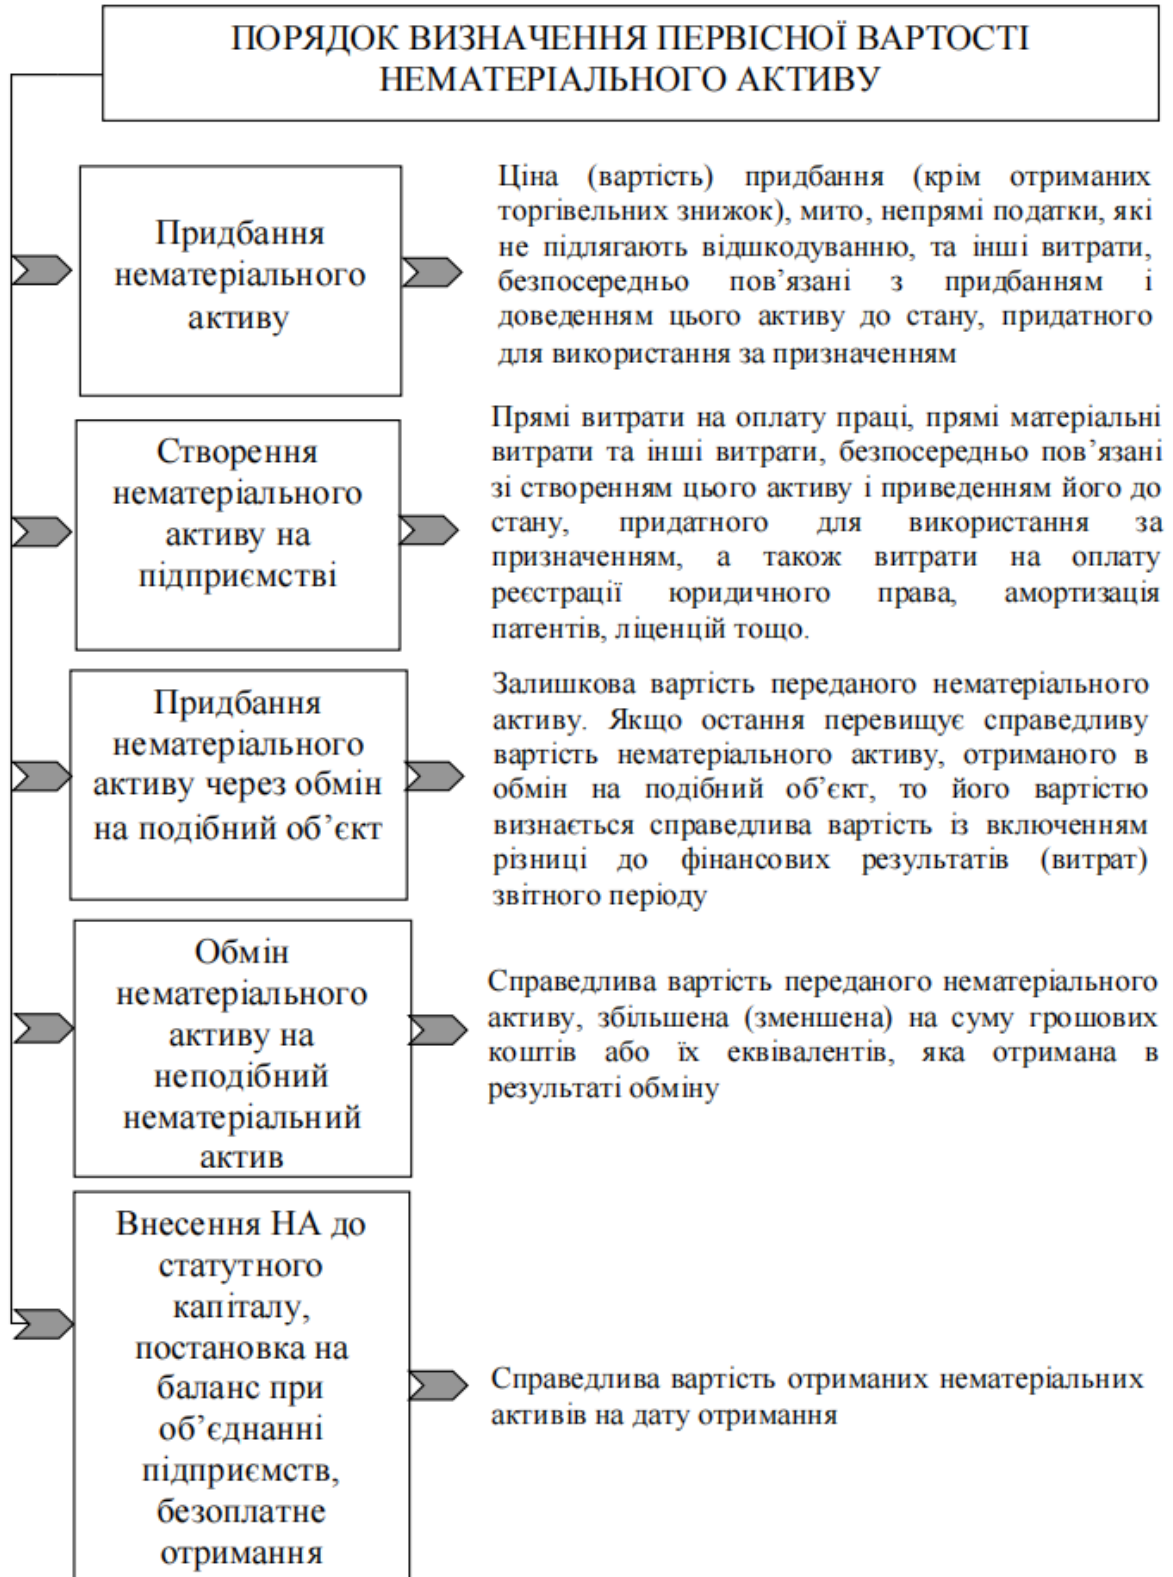 ПОРЯДОК ВИЗНАЧЕННЯ ПЕРВІСНОЇ ВАРТОСТІ
НЕМАТЕРІАЛЬНОГО АКТИВУ
Придбання
нематеріального
активу
Ціна (вартість) придбання (крім отриманих
торгівельних знижок), мито, непрямі податки, які
не підлягають відшкодуванню, та інші витрати,
безпосередньо пов’язані з придбанням і
доведенням цього активу до стану, придатного
для використання за призначенням
Створення
нематеріального
активу на
підприємстві
Прямі витрати на оплату праці, прямі матеріальні
витрати та інші витрати, безпосередньо пов’язані
зі створенням цього активу і приведенням його до
стану, придатного для використання за
призначенням, а також витрати на оплату
реєстрації юридичного права, амортизація
патентів, ліцензій тощо.
Придбання
нематеріального
активу через обмін
на подібний об’єкт
Залишкова вартість переданого нематеріального
активу. Якщо остання перевищує справедливу
вартість нематеріального активу, отриманого в
обмін на подібний об’єкт, то його вартістю
визнається справедлива вартість із включенням
різниці до фінансових результатів (витрат)
звітного періоду
Обмін
нематеріального
активу на
неподібний
нематеріальний
актив
Справедлива вартість переданого нематеріального
активу, збільшена (зменшена) на суму грошових
коштів або їх еквівалентів, яка отримана в
результаті обміну
Внесення НА до
статутного
капіталу,
постановка на
баланс при
об’єднанні
підприємств,
безоплатне
отримання
Справедлива вартість отриманих нематеріальних
активів на дату отримання